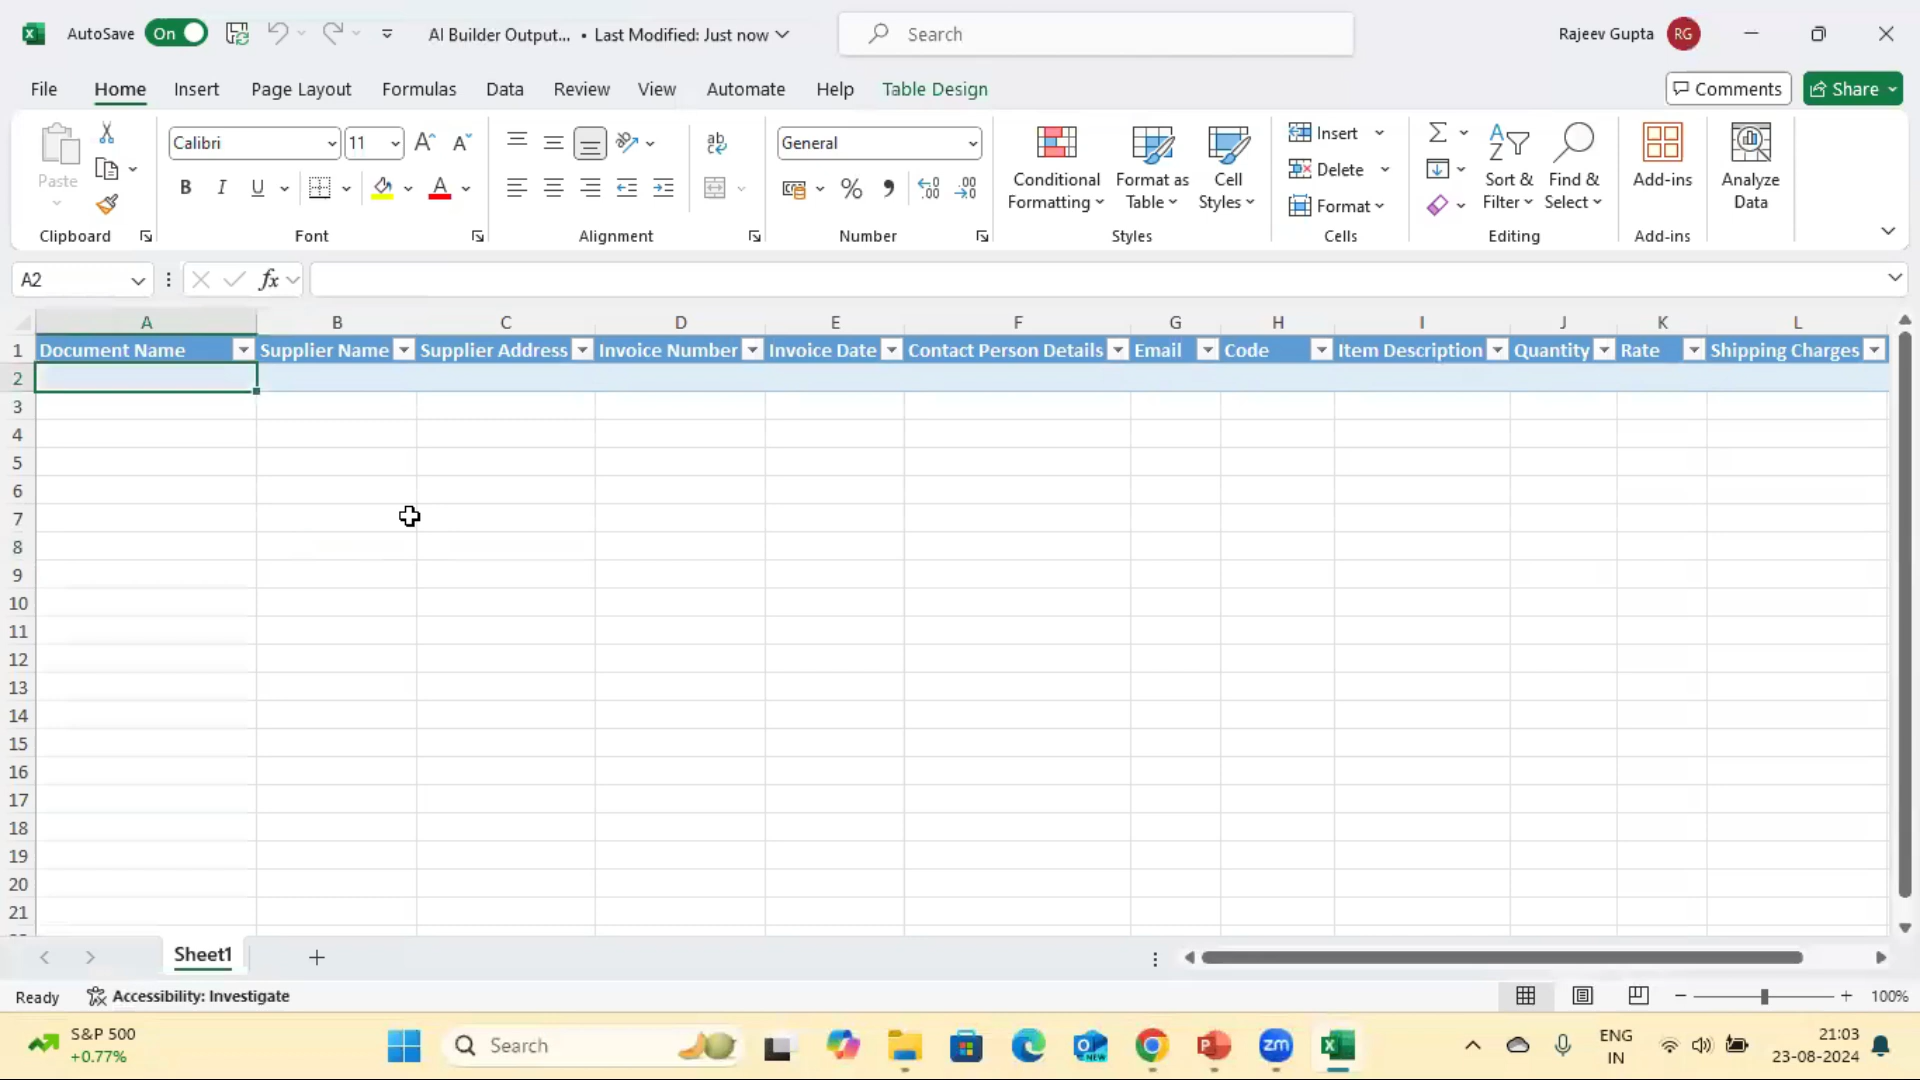 AutoSave On AI Builder Output... • Last Modified: Just now Search Rajeev Gupta RG
File Home Insert Page Layout Formulas Data Review View Automate Help Table Design Comments Share
Paste Calibri 11 General Conditional Formatting Format as Table Cell Styles Insert Delete Format Sort & Filter Find & Select Add-ins Analyze Data
Clipboard Font Alignment Number Styles Cells Editing Add-ins
A2 fx
A B C D E F G H I J K L
1 Document Name Supplier Name Supplier Address Invoice Number Invoice Date Contact Person Details Email Code Item Description Quantity Rate Shipping Charges
2
3
4
5
6
7
8
9
10
11
12
13
14
15
16
17
18
19
20
21
Sheet1
Ready Accessibility: Investigate 100%
S&P 500 Search ENG 21:03
+0.77% IN 23-08-2024